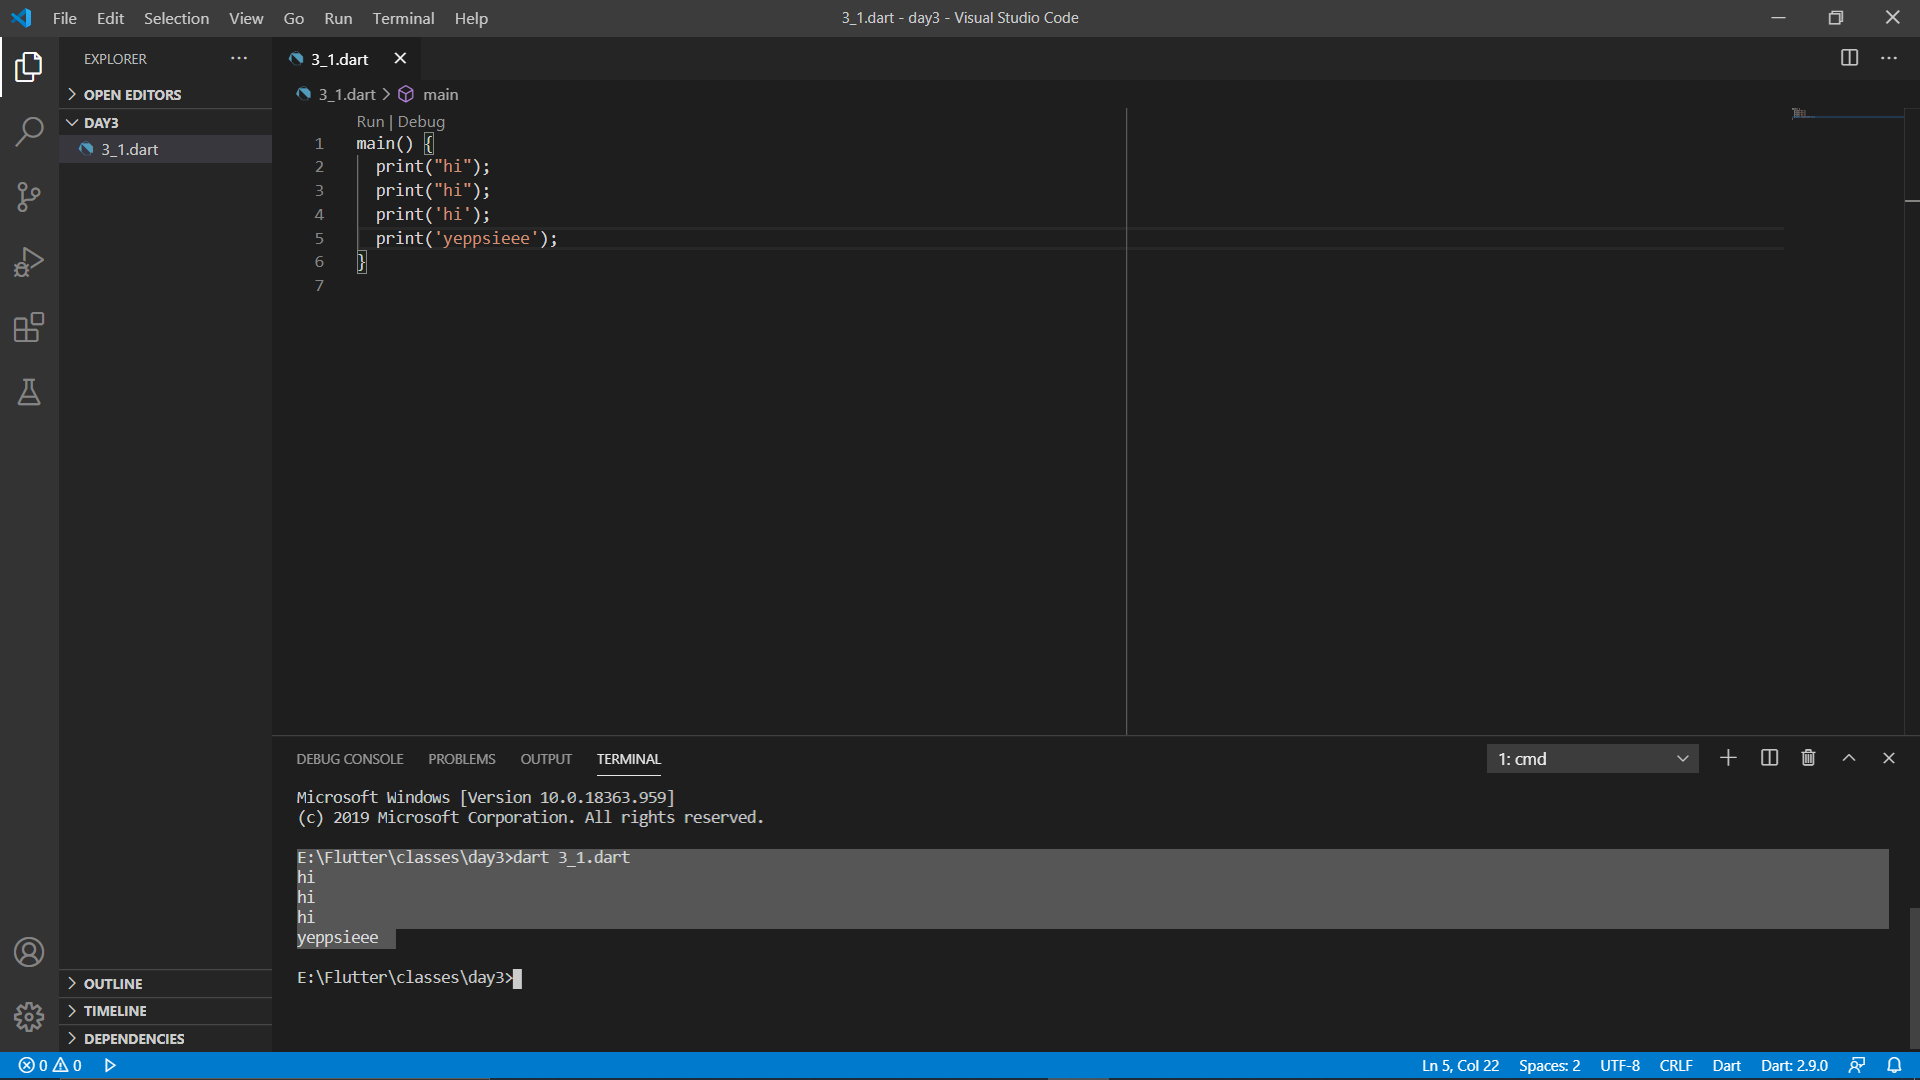 File Edit Selection View Go Run Terminal Help
3_1.dart - day3 - Visual Studio Code
EXPLORER
OPEN EDITORS
DAY3
3_1.dart
3_1.dart
3_1.dart > main
Run | Debug
1 main() {
2 print("hi");
3 print("hi");
4 print('hi');
5 print('yeppsieee');
6 }
7
DEBUG CONSOLE PROBLEMS OUTPUT TERMINAL
1: cmd
Microsoft Windows [Version 10.0.18363.959]
(c) 2019 Microsoft Corporation. All rights reserved.
E:\Flutter\classes\day3>dart 3_1.dart
hi
hi
hi
yeppsieee
E:\Flutter\classes\day3>
OUTLINE
TIMELINE
DEPENDENCIES
0 0
Ln 5, Col 22 Spaces: 2 UTF-8 CRLF Dart Dart: 2.9.0